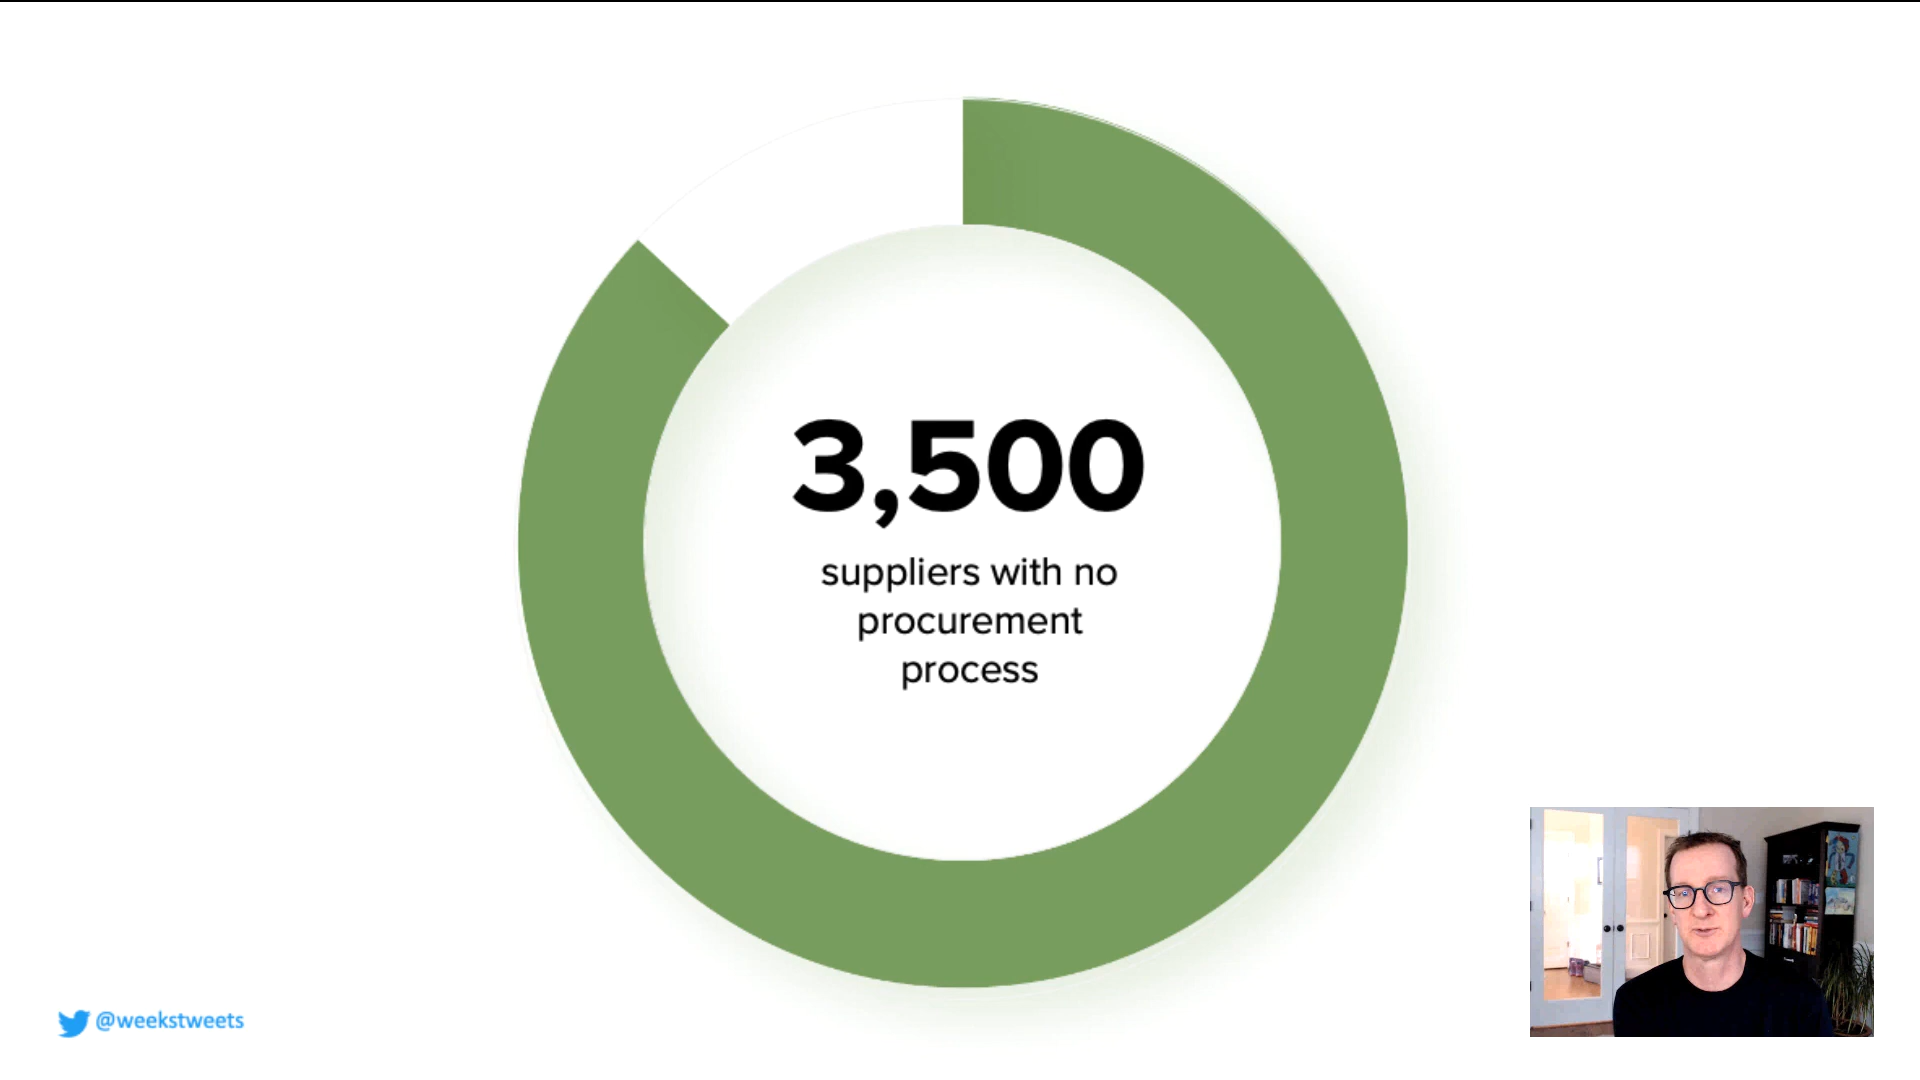 3,500
suppliers with no
procurement
process
@weekstweets